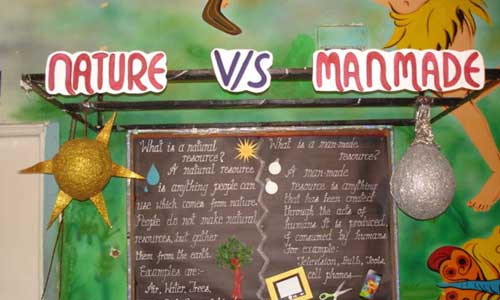 NATURE V/S MANMADE
What is a natural
resource?
A natural resource
is anything people can
use which comes from nature.
People do not make natural
resources, but gather
them from the earth.
Examples are:-
Air, Water, Trees,
What is a man-made
resource?
A man-made
resource is anything
that has been created
through the aids of
humans. It is produced,
& consumed by humans,
for example:
Television, Bulb, Tools,
cell phones